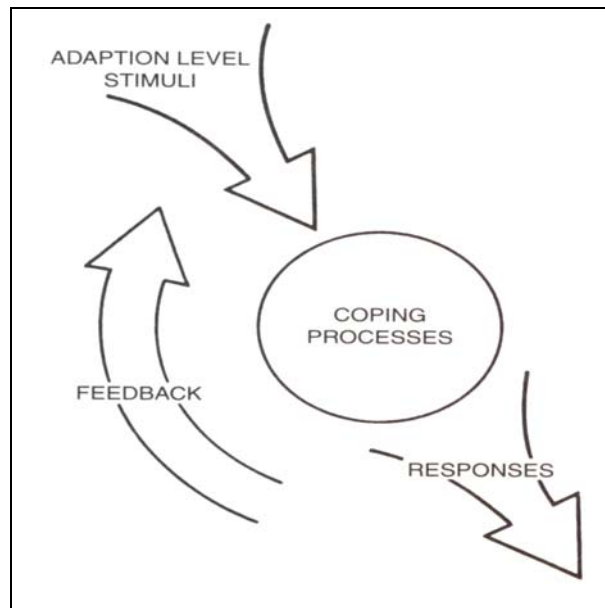 ADAPTION LEVEL
STIMULI
COPING
PROCESSES
FEEDBACK
RESPONSES